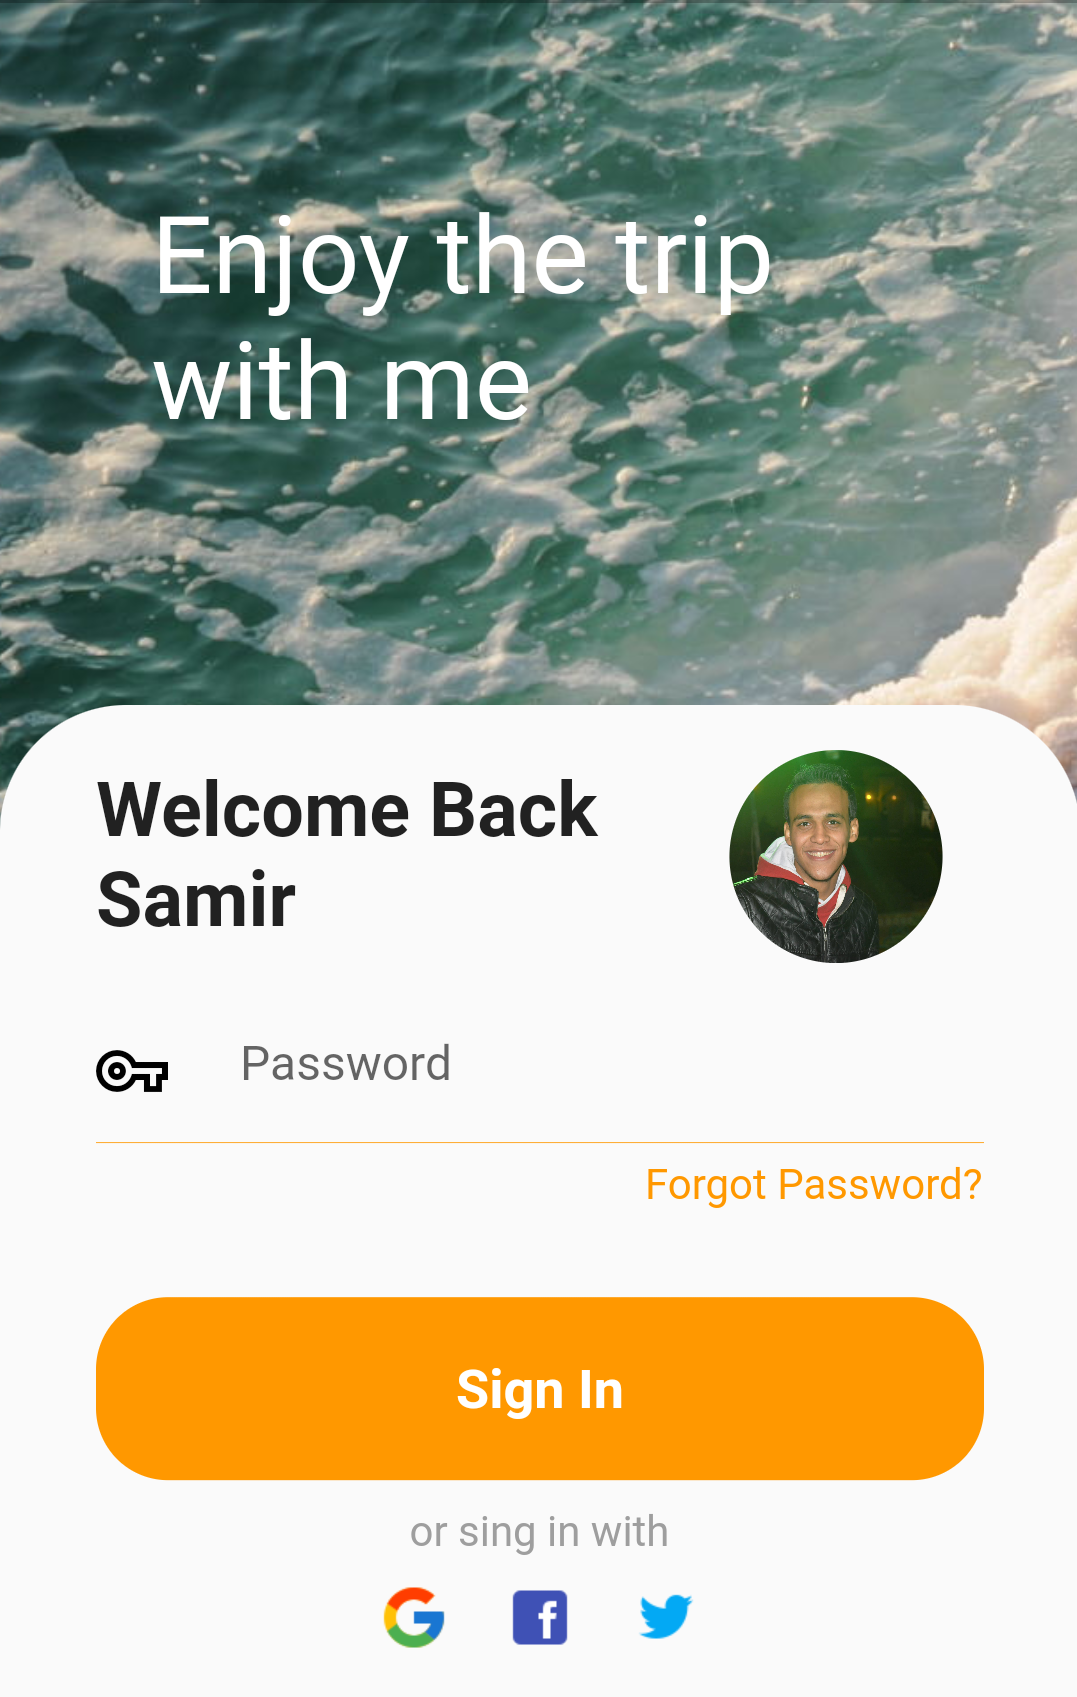 Enjoy the trip
with me
Welcome Back
Samir
Password
Forgot Password?
Sign In
or sing in with